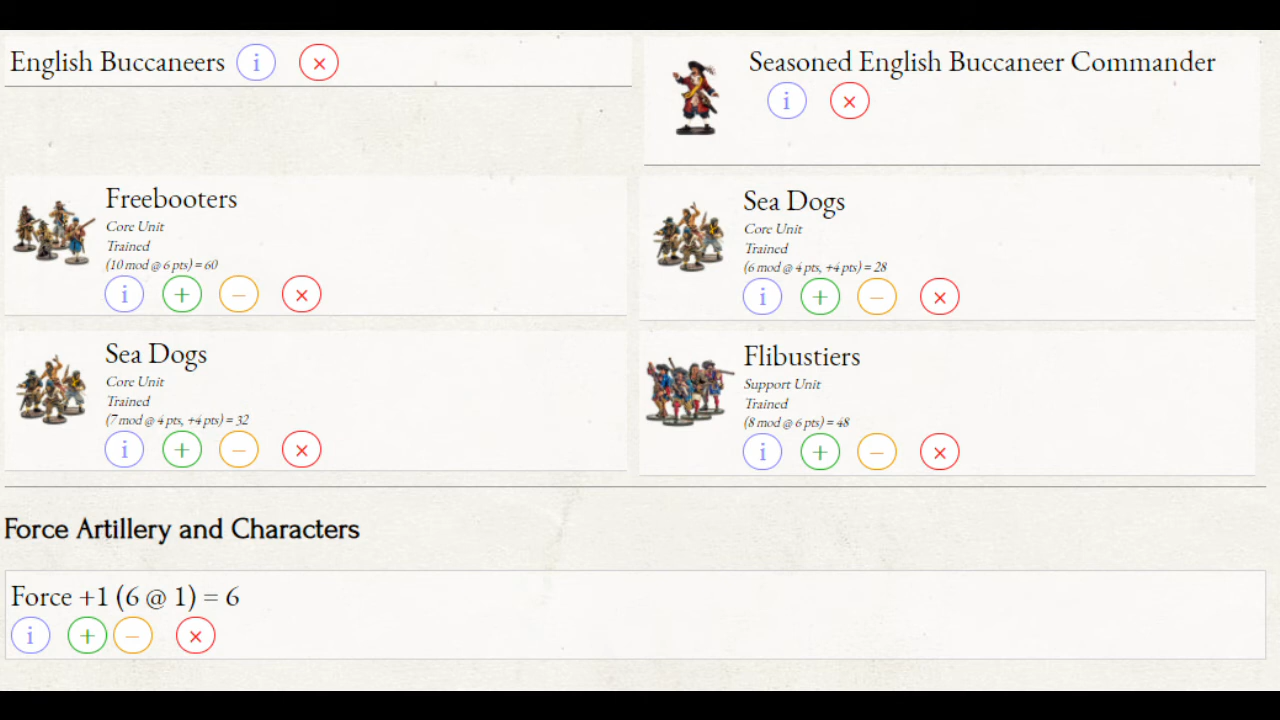 English Buccaneers i ×
Seasoned English Buccaneer Commander
i ×
Freebooters
Core Unit
Trained
(10 mod @ 6 pts) = 60
i + − ×
Sea Dogs
Core Unit
Trained
(6 mod @ 4 pts, +4 pts) = 28
i + − ×
Sea Dogs
Core Unit
Trained
(7 mod @ 4 pts, +4 pts) = 32
i + − ×
Flibustiers
Support Unit
Trained
(8 mod @ 6 pts) = 48
i + − ×
Force Artillery and Characters
Force +1 (6 @ 1) = 6
i + − ×